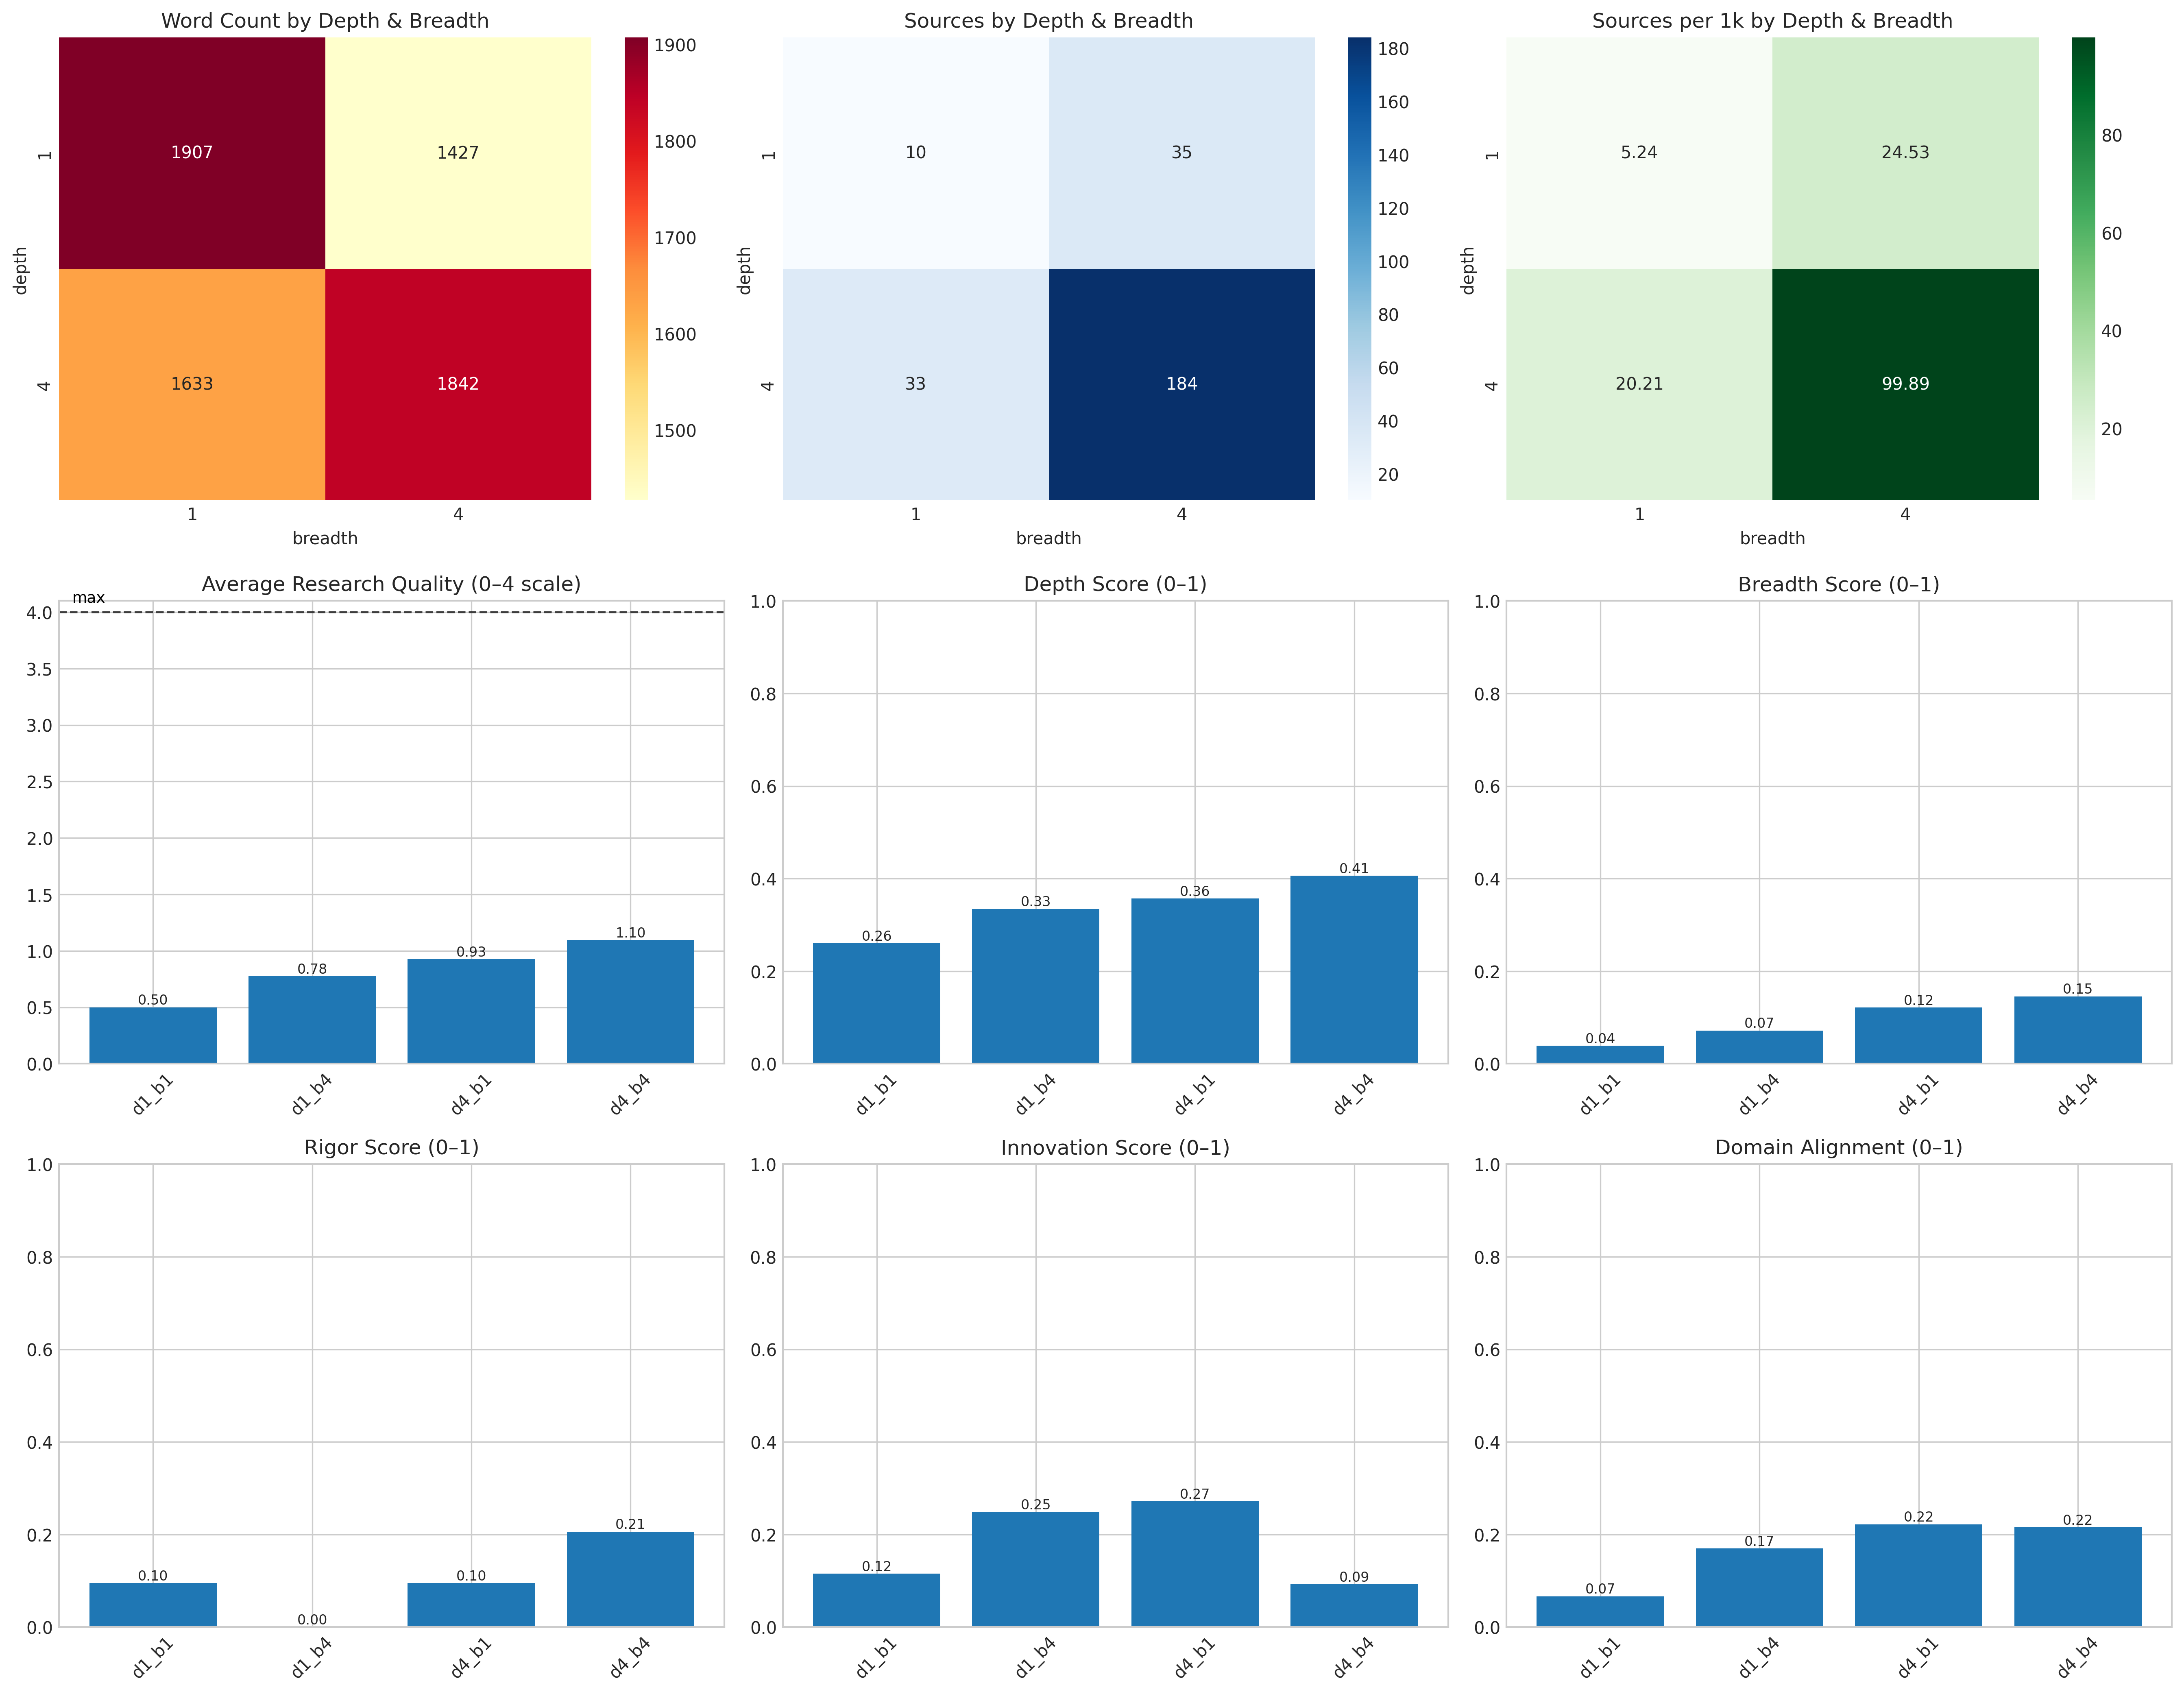 Word Count by Depth & Breadth
1907
1427
1633
1842
1
4
depth
1
4
breadth
1900
1800
1700
1600
1500
Sources by Depth & Breadth
10
35
33
184
1
4
depth
1
4
breadth
180
160
140
120
100
80
60
40
20
Sources per 1k by Depth & Breadth
5.24
24.53
20.21
99.89
1
4
depth
1
4
breadth
80
60
40
20
Average Research Quality (0–4 scale)
max
4.0
3.5
3.0
2.5
2.0
1.5
1.0
0.5
0.0
0.50
0.78
0.93
1.10
d1_b1
d1_b4
d4_b1
d4_b4
Depth Score (0–1)
1.0
0.8
0.6
0.4
0.2
0.0
0.26
0.33
0.36
0.41
d1_b1
d1_b4
d4_b1
d4_b4
Breadth Score (0–1)
1.0
0.8
0.6
0.4
0.2
0.0
0.04
0.07
0.12
0.15
d1_b1
d1_b4
d4_b1
d4_b4
Rigor Score (0–1)
1.0
0.8
0.6
0.4
0.2
0.0
0.10
0.00
0.10
0.21
d1_b1
d1_b4
d4_b1
d4_b4
Innovation Score (0–1)
1.0
0.8
0.6
0.4
0.2
0.0
0.12
0.25
0.27
0.09
d1_b1
d1_b4
d4_b1
d4_b4
Domain Alignment (0–1)
1.0
0.8
0.6
0.4
0.2
0.0
0.07
0.17
0.22
0.22
d1_b1
d1_b4
d4_b1
d4_b4